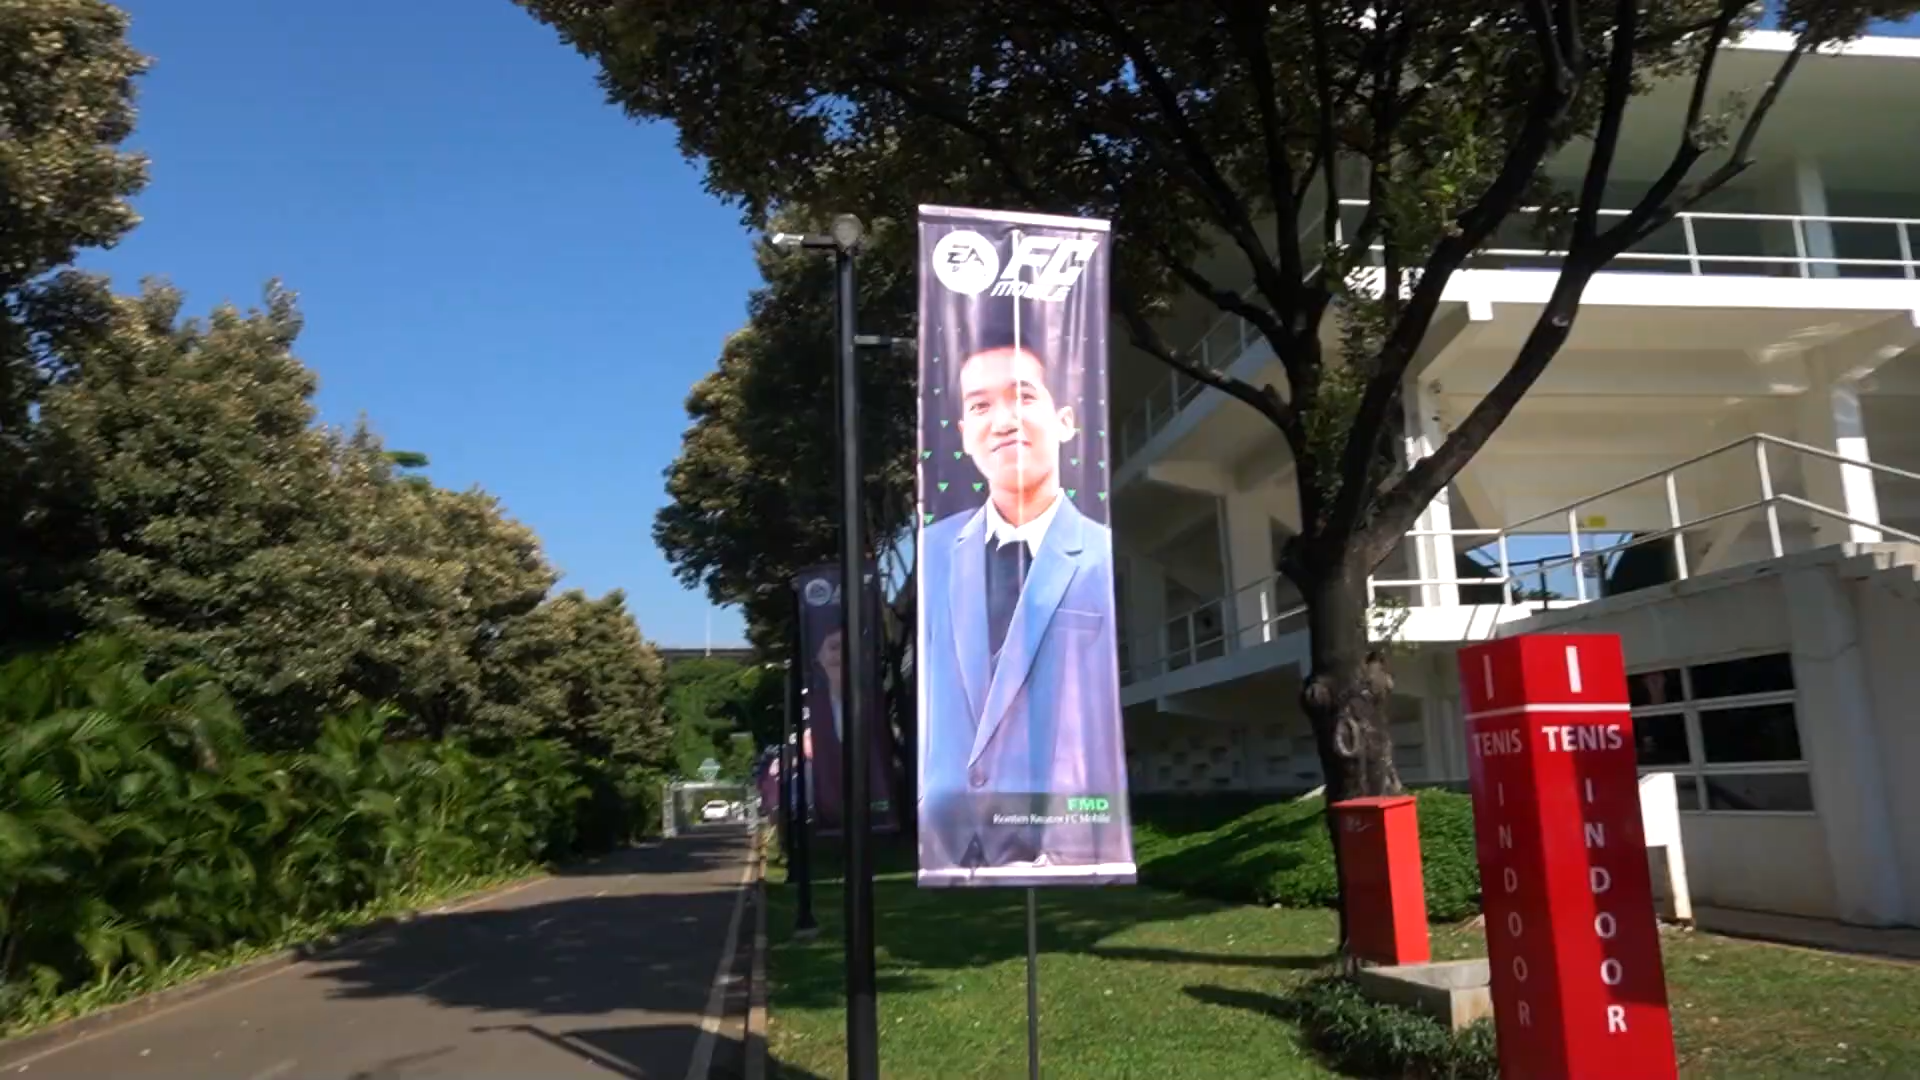 EA
FC
MOBILE
FMD
Konten Kreator FC Mobile
I
TENIS
INDOOR
I
TENIS
INDOOR